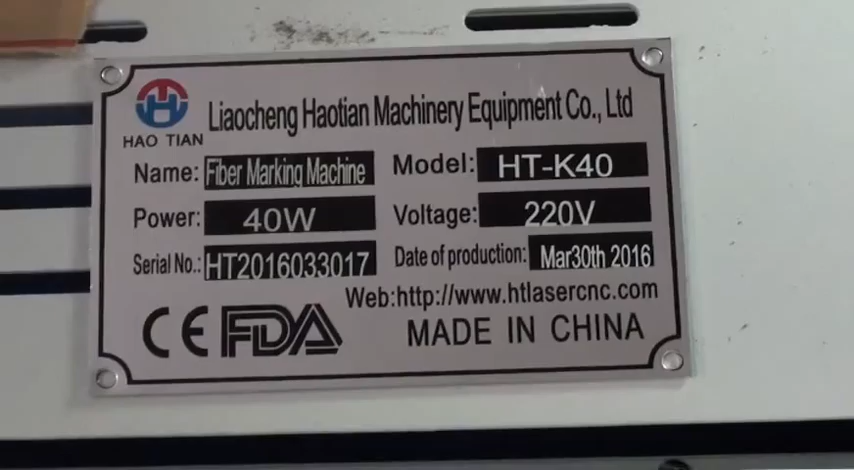 Liaocheng Haotian Machinery Equipment Co., Ltd
HAO TIAN
Name: Fiber Marking Machine Model: HT-K40
Power: 40W Voltage: 220V
Serial No.: HT2016033017 Date of production: Mar30th 2016
Web:http://www.htlasercnc.com
CE FDA MADE IN CHINA